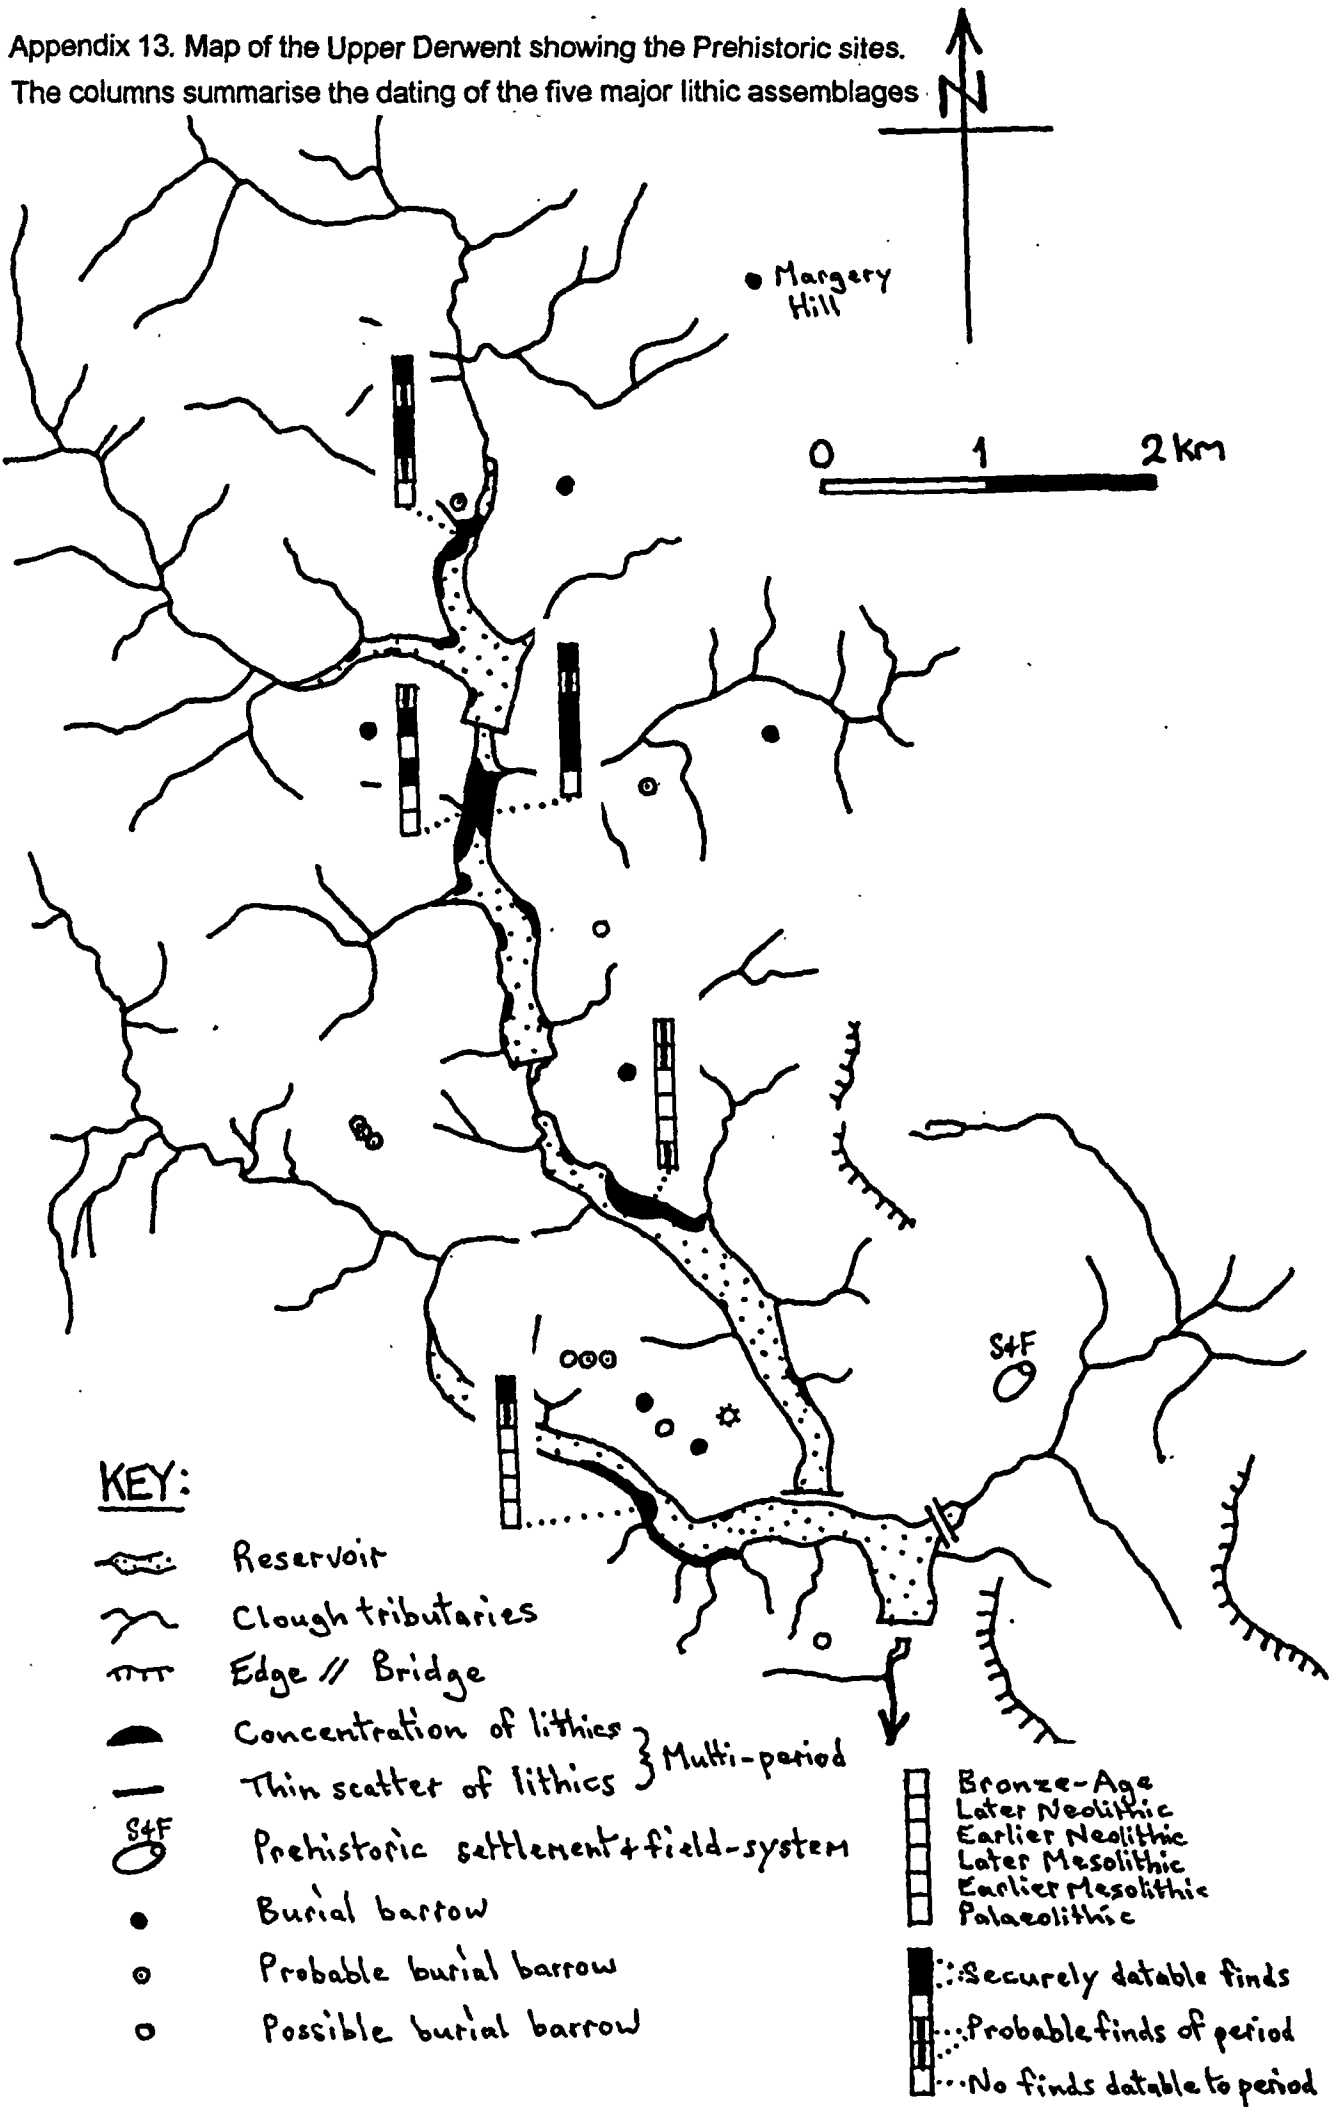 Appendix 13. Map of the Upper Derwent showing the Prehistoric sites.
The columns summarise the dating of the five major lithic assemblages
N
Margery
Hill
0 1 2 km
S&F
KEY:
Reservoir
Clough tributaries
Edge // Bridge
Concentration of lithics
Thin scatter of lithics
} Multi-period
S&F
Prehistoric settlement & field-system
Burial barrow
Probable burial barrow
Possible burial barrow
Bronze-Age
Later Neolithic
Earlier Neolithic
Later Mesolithic
Earlier Mesolithic
Palaeolithic
Securely datable finds
Probable finds of period
No finds datable to period